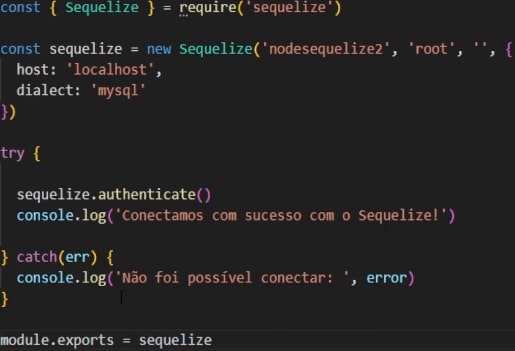 const { Sequelize } = require('sequelize')
const sequelize = new Sequelize('nodesequelize2', 'root', '', {
host: 'localhost',
dialect: 'mysql'
})
try {
sequelize.authenticate()
console.log('Conectamos com sucesso com o Sequelize!')
} catch(err) {
console.log('Não foi possível conectar: ', error)
}
module.exports = sequelize